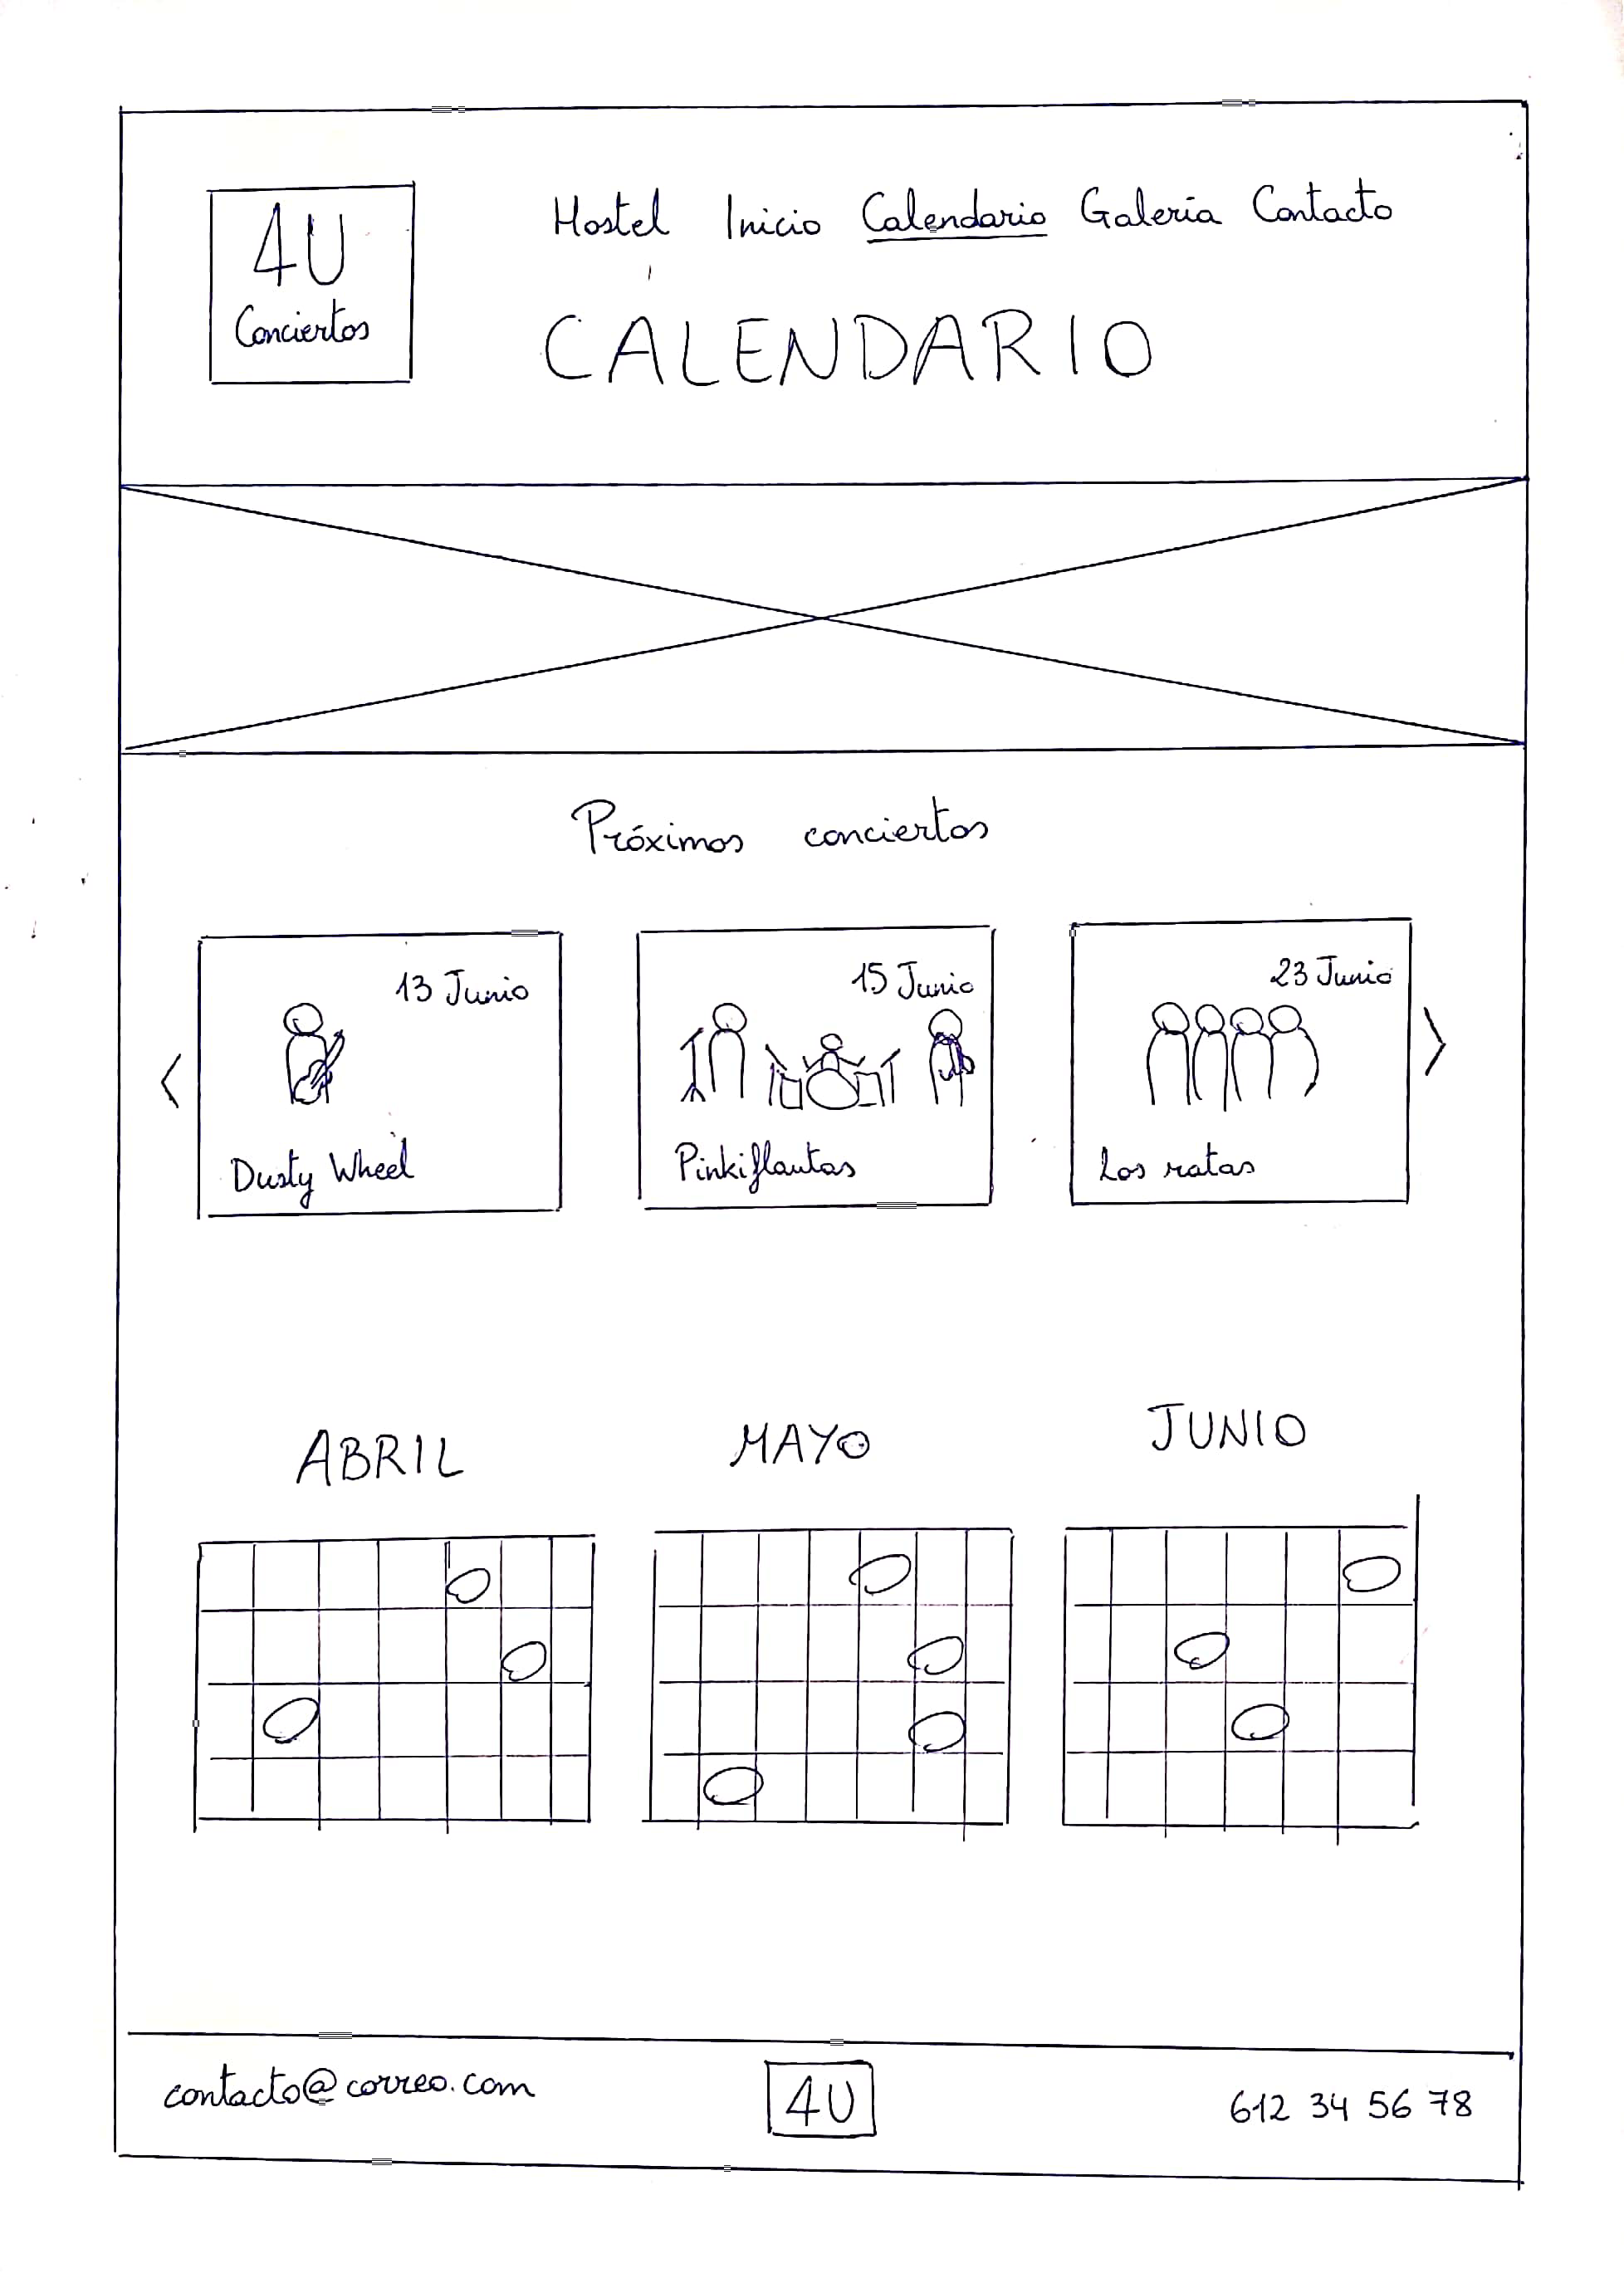 4U
Conciertos
Hostel Inicio Calendario Galería Contacto
CALENDARIO
Próximos conciertos
13 Junio
Dusty Wheel
15 Junio
Pinkiflautas
23 Junio
Los ratas
ABRIL
MAYO
JUNIO
contacto@correo.com
4U
612 34 56 78